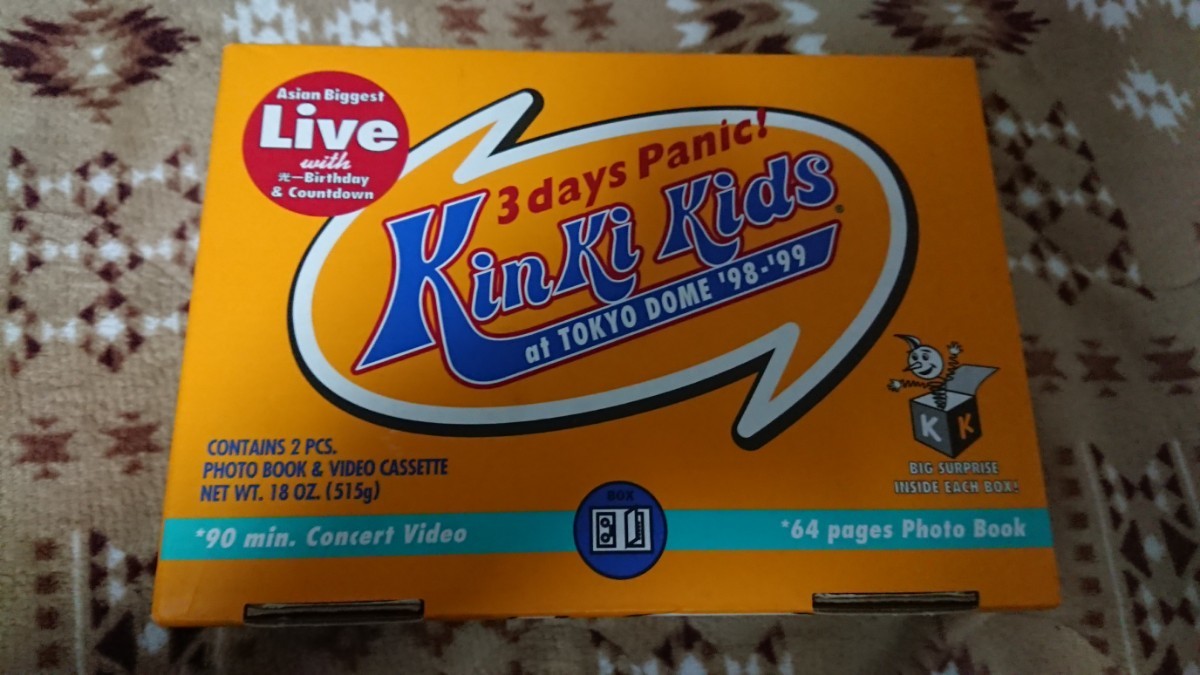 Asian Biggest
Live
with
光一Birthday
& Countdown
3 days Panic!
KinKi Kids
at TOKYO DOME '98-'99
CONTAINS 2 PCS.
PHOTO BOOK & VIDEO CASSETTE
NET WT. 18 OZ. (515g)
K K
BIG SURPRISE
INSIDE EACH BOX!
BOX
*90 min. Concert Video
*64 pages Photo Book